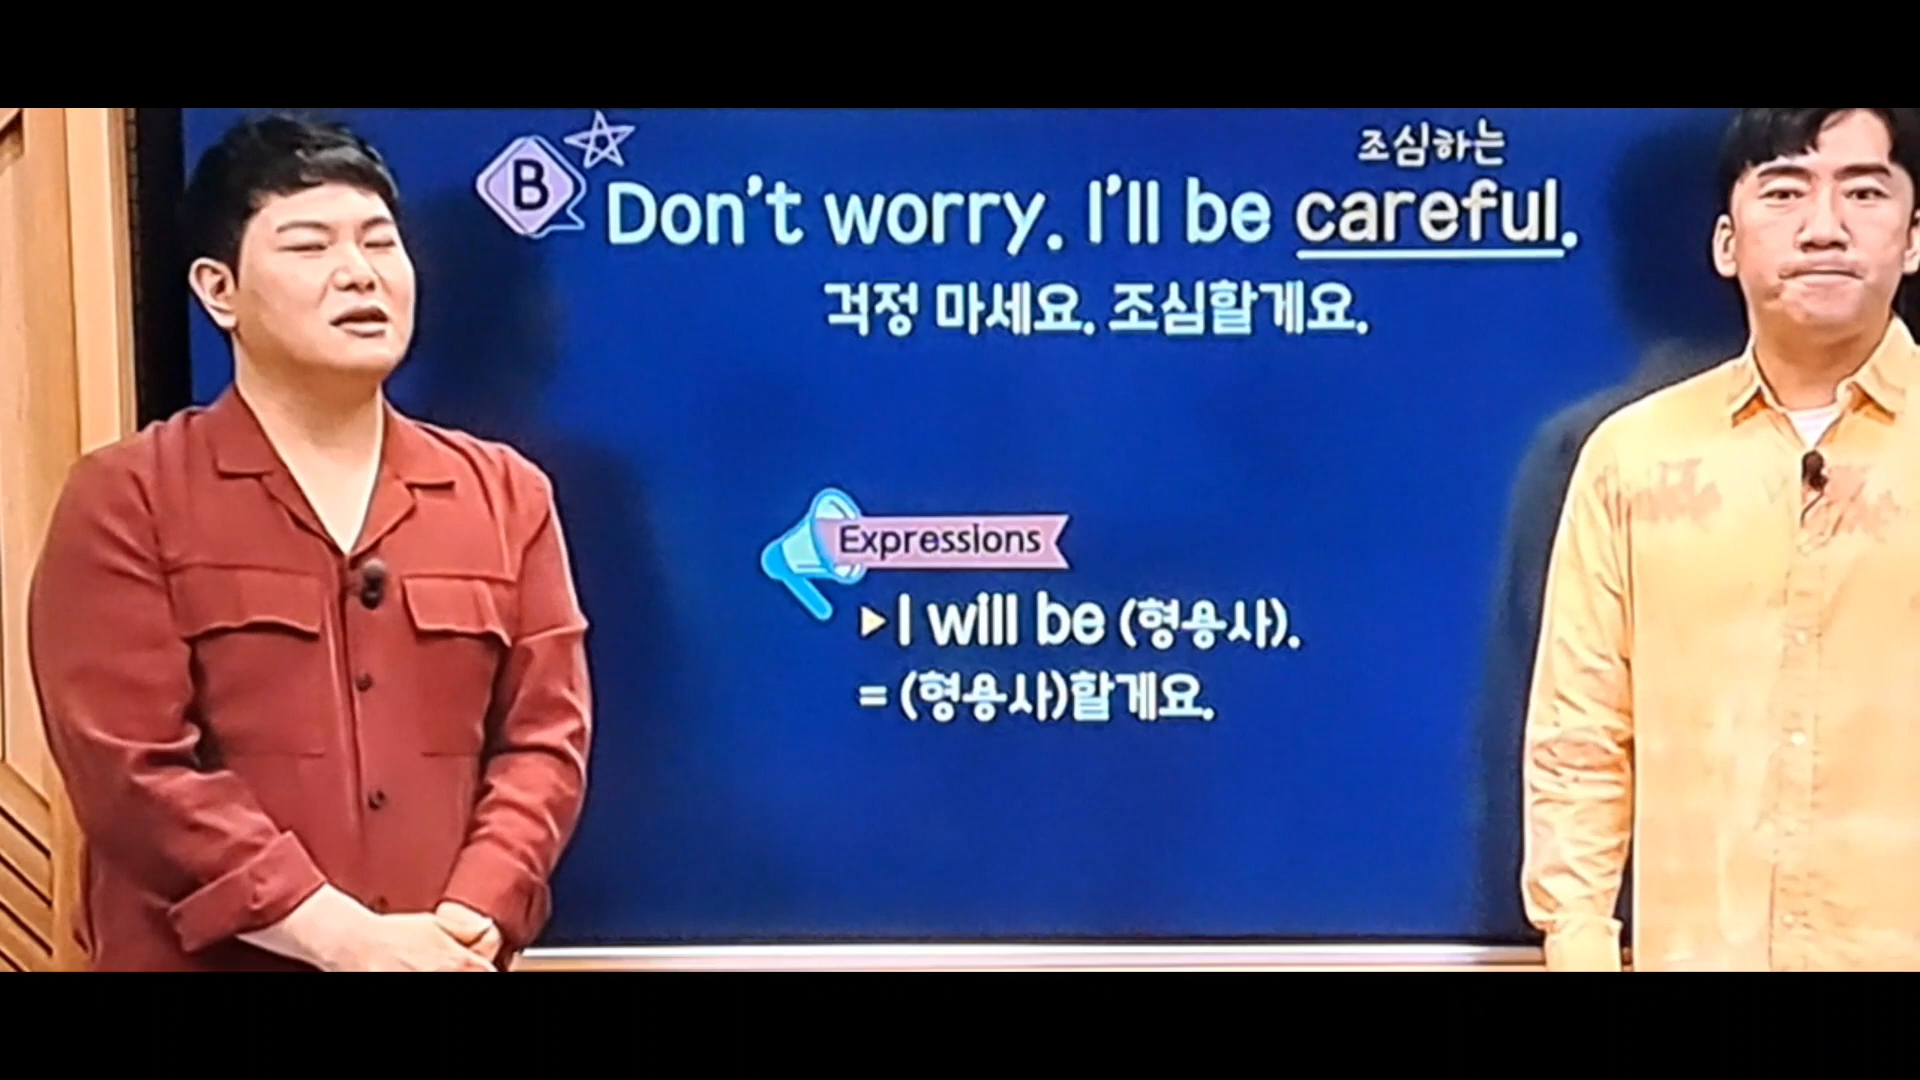 조심하는
B Don't worry. I'll be careful.
걱정 마세요. 조심할게요.
Expressions
▶I will be (형용사).
= (형용사)할게요.